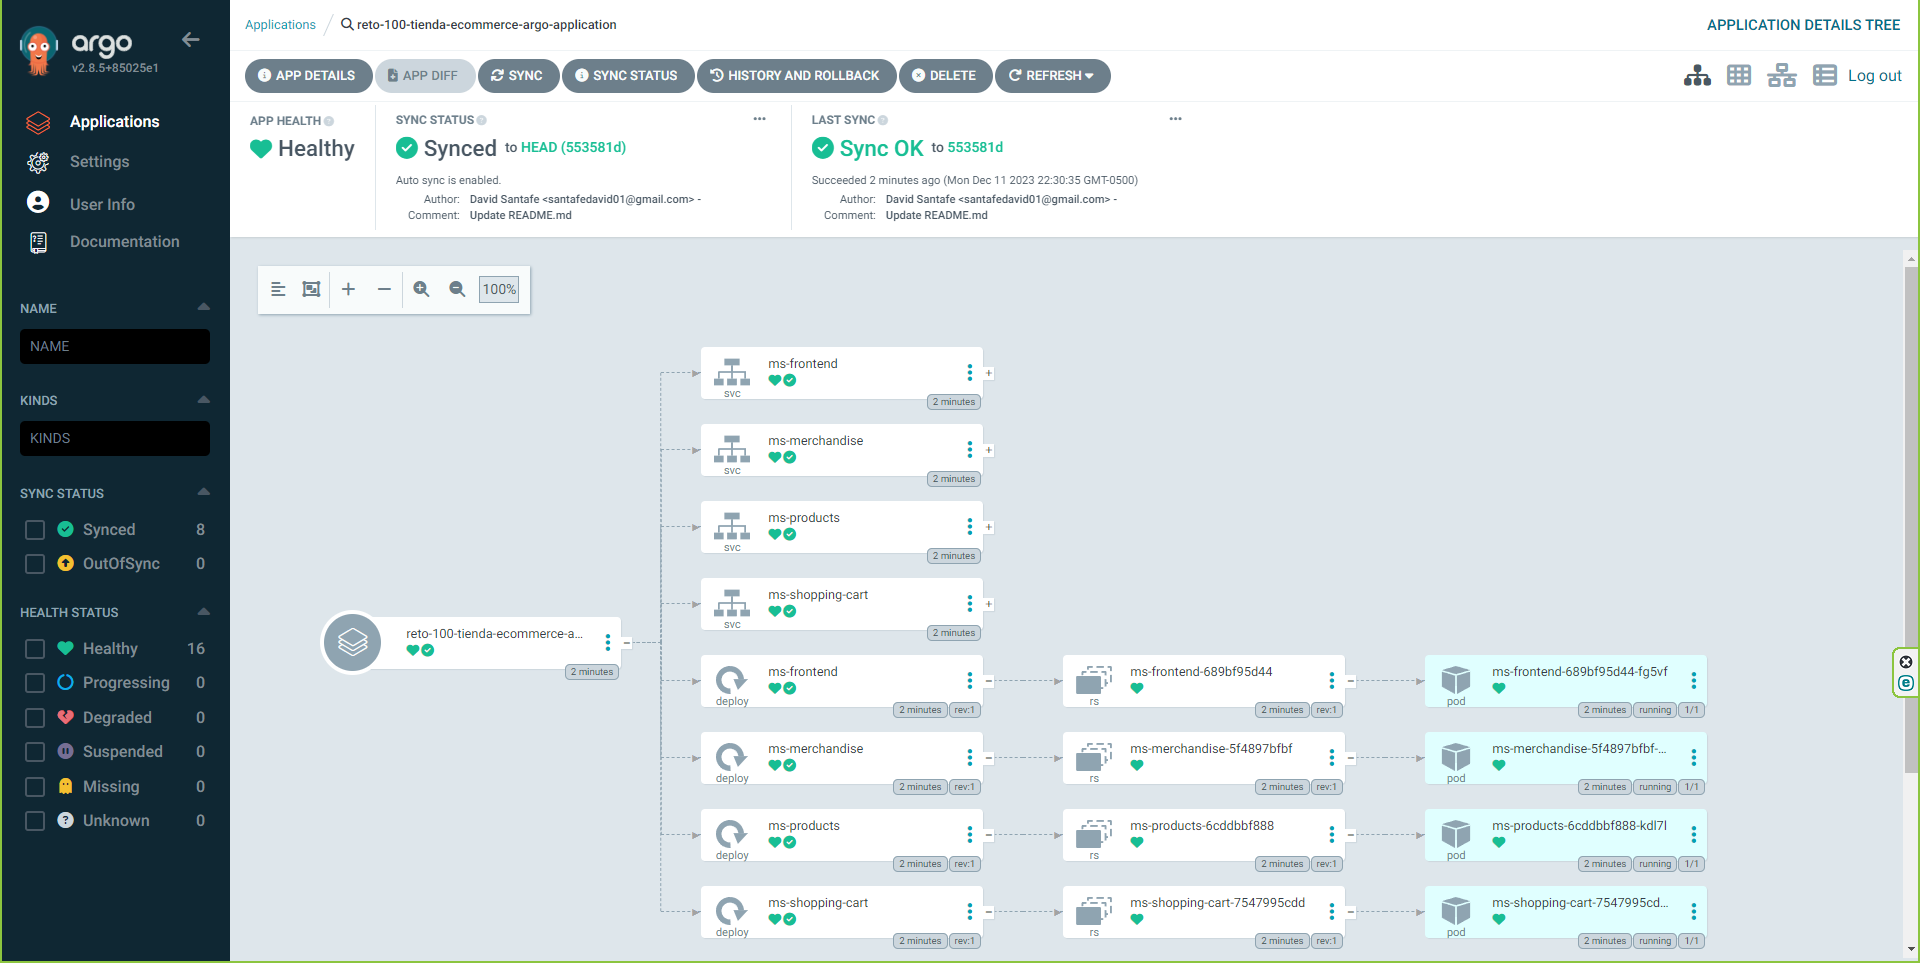 argo
v2.8.5+85025e1
Applications
Settings
User Info
Documentation
NAME
NAME
KINDS
KINDS
SYNC STATUS
Synced 8
OutOfSync 0
HEALTH STATUS
Healthy 16
Progressing 0
Degraded 0
Suspended 0
Missing 0
Unknown 0
Applications / reto-100-tienda-ecommerce-argo-application
APPLICATION DETAILS TREE
APP DETAILS APP DIFF SYNC SYNC STATUS HISTORY AND ROLLBACK DELETE REFRESH
Log out
APP HEALTH
Healthy
SYNC STATUS
Synced to HEAD (553581d)
Auto sync is enabled.
Author: David Santafe <santafedavid01@gmail.com> -
Comment: Update README.md
LAST SYNC
Sync OK to 553581d
Succeeded 2 minutes ago (Mon Dec 11 2023 22:30:35 GMT-0500)
Author: David Santafe <santafedavid01@gmail.com> -
Comment: Update README.md
100%
reto-100-tienda-ecommerce-a...
2 minutes
ms-frontend
svc
2 minutes
ms-merchandise
svc
2 minutes
ms-products
svc
2 minutes
ms-shopping-cart
svc
2 minutes
ms-frontend
deploy
2 minutes rev:1
ms-frontend-689bf95d44
rs
2 minutes rev:1
ms-frontend-689bf95d44-fg5vf
pod
2 minutes running 1/1
ms-merchandise
deploy
2 minutes rev:1
ms-merchandise-5f4897bfbf
rs
2 minutes rev:1
ms-merchandise-5f4897bfbf-...
pod
2 minutes running 1/1
ms-products
deploy
2 minutes rev:1
ms-products-6cddbbf888
rs
2 minutes rev:1
ms-products-6cddbbf888-kdl7l
pod
2 minutes running 1/1
ms-shopping-cart
deploy
2 minutes rev:1
ms-shopping-cart-7547995cdd
rs
2 minutes rev:1
ms-shopping-cart-7547995cd...
pod
2 minutes running 1/1